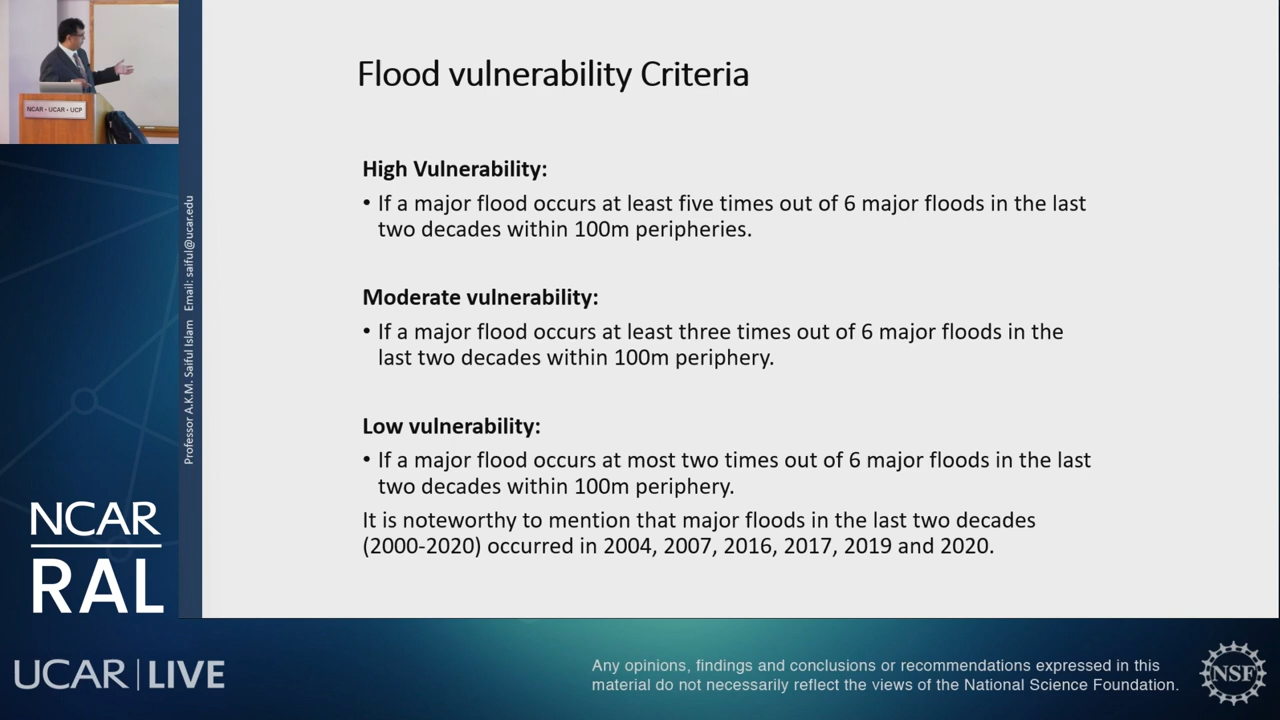 NCAR • UCAR • UCP
Professor A.K.M. Saiful Islam Email: saiful@ucar.edu
Flood vulnerability Criteria
High Vulnerability:
• If a major flood occurs at least five times out of 6 major floods in the last
two decades within 100m peripheries.
Moderate vulnerability:
• If a major flood occurs at least three times out of 6 major floods in the
last two decades within 100m periphery.
Low vulnerability:
• If a major flood occurs at most two times out of 6 major floods in the last
two decades within 100m periphery.
It is noteworthy to mention that major floods in the last two decades
(2000-2020) occurred in 2004, 2007, 2016, 2017, 2019 and 2020.
NCAR
RAL
UCAR | LIVE
Any opinions, findings and conclusions or recommendations expressed in this
material do not necessarily reflect the views of the National Science Foundation.
NSF